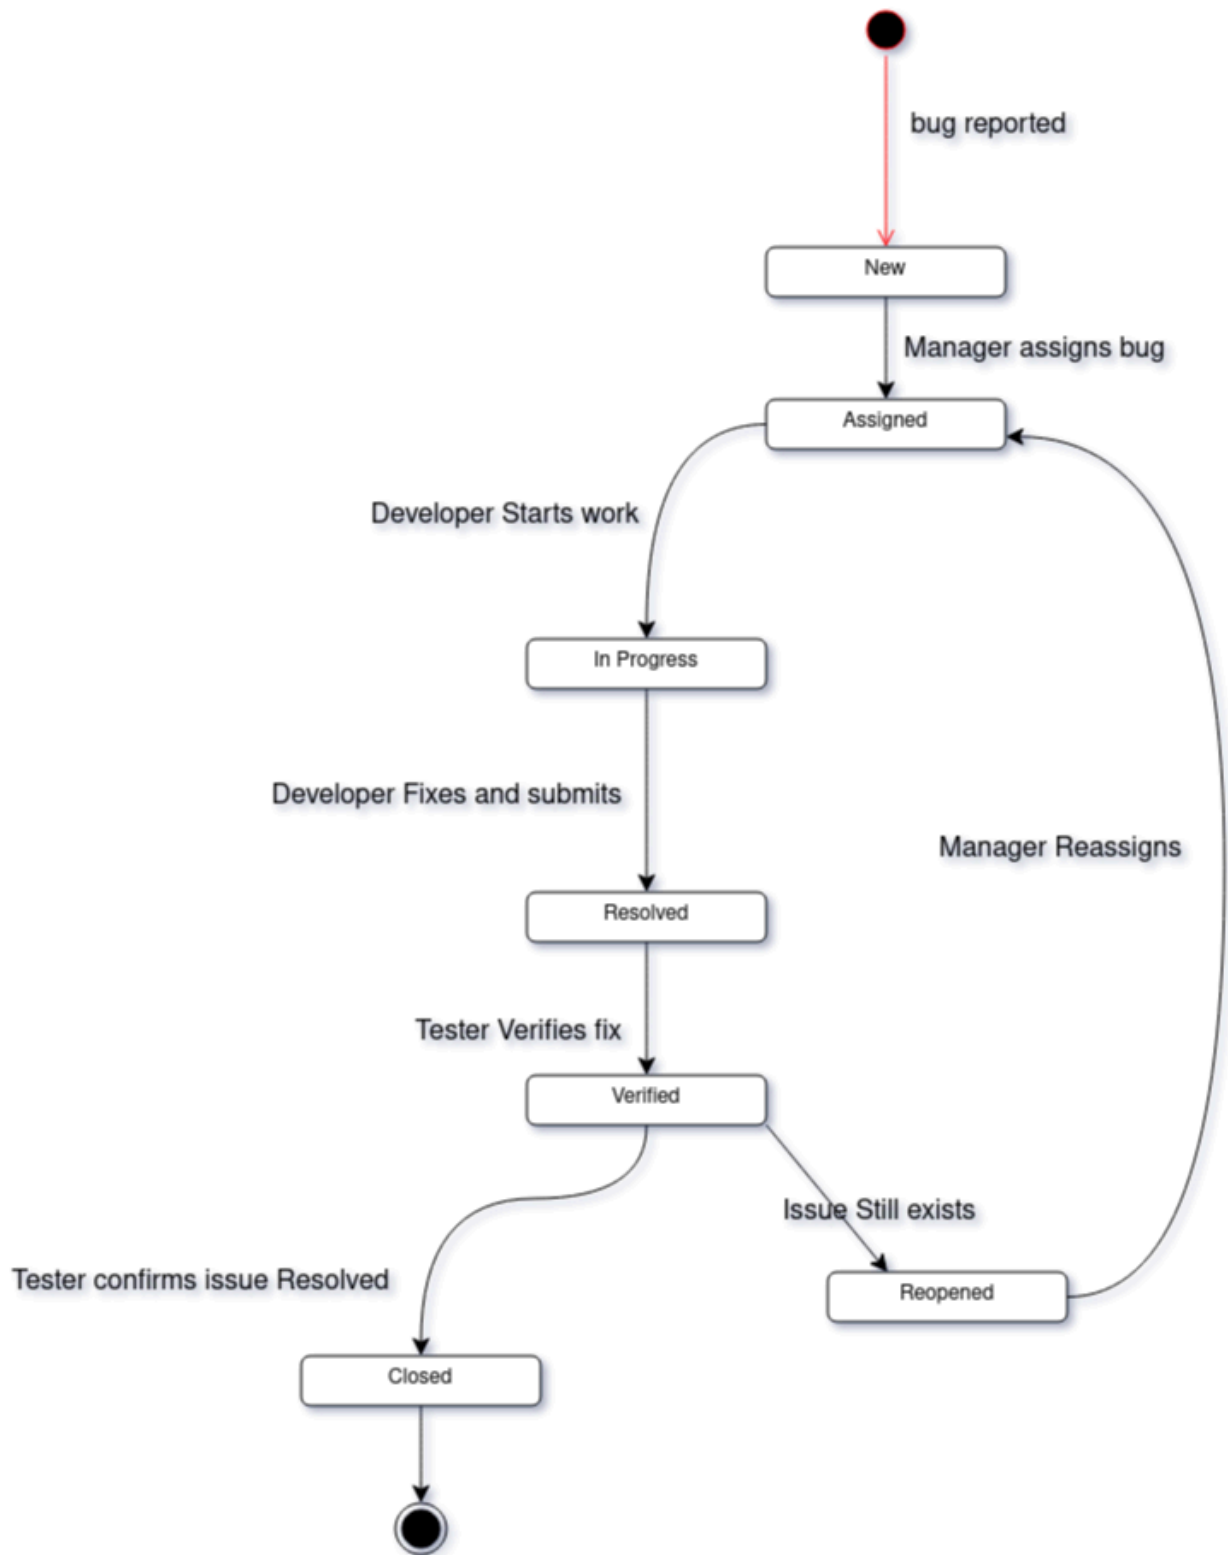 bug reported
New
Manager assigns bug
Assigned
Developer Starts work
In Progress
Developer Fixes and submits
Manager Reassigns
Resolved
Tester Verifies fix
Verified
Issue Still exists
Tester confirms issue Resolved
Reopened
Closed